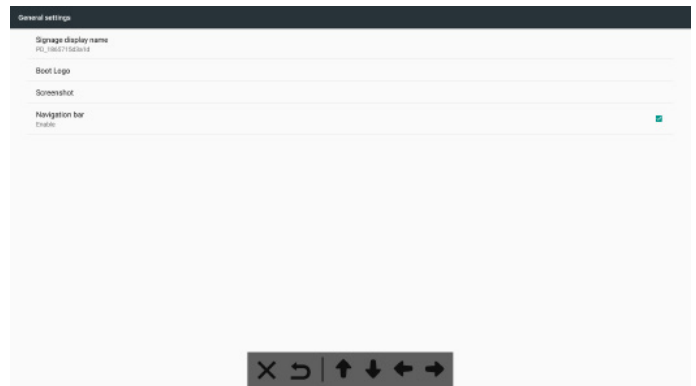 General settings
Signage display name
Boot Logo
Screenshot
Navigation bar
Enable